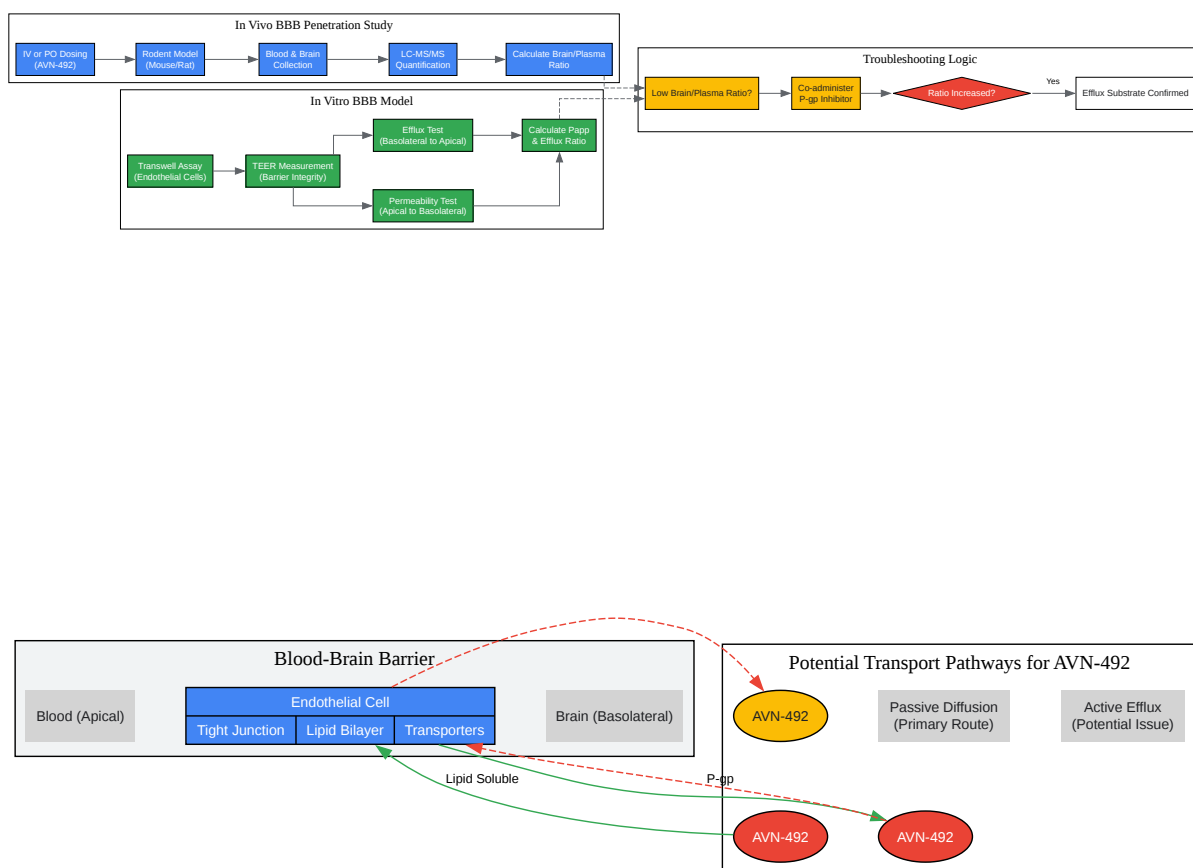 In Vivo BBB Penetration Study
IV or PO Dosing
(AVN-492)
Rodent Model
(Mouse/Rat)
Blood & Brain
Collection
LC-MS/MS
Quantification
Calculate Brain/Plasma
Ratio
In Vitro BBB Model
Transwell Assay
(Endothelial Cells)
TEER Measurement
(Barrier Integrity)
Efflux Test
(Basolateral to Apical)
Permeability Test
(Apical to Basolateral)
Calculate Papp
& Efflux Ratio
Troubleshooting Logic
Low Brain/Plasma Ratio?
Co-administer
P-gp Inhibitor
Ratio Increased?
Yes
Efflux Substrate Confirmed
Blood-Brain Barrier
Blood (Apical)
Endothelial Cell
Tight Junction
Lipid Bilayer
Transporters
Brain (Basolateral)
Potential Transport Pathways for AVN-492
AVN-492
Passive Diffusion
(Primary Route)
Active Efflux
(Potential Issue)
Lipid Soluble
P-gp
AVN-492
AVN-492